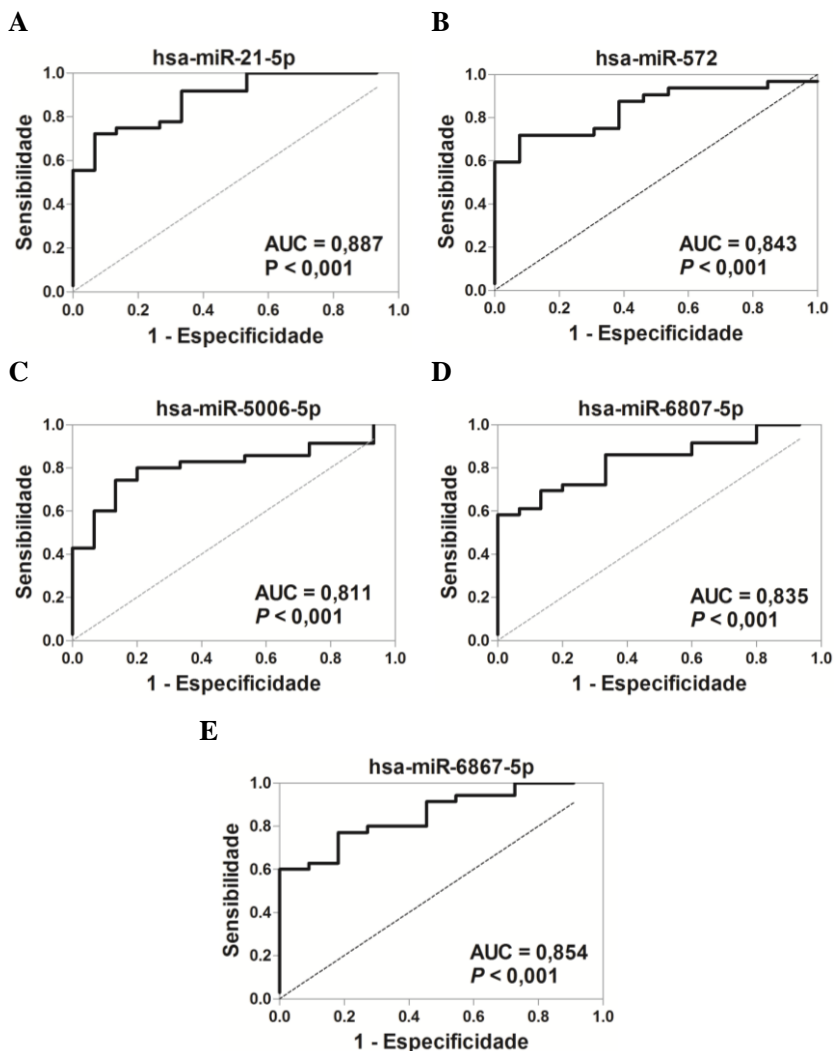 A
hsa-miR-21-5p
Sensibilidade
1.0
0.8
0.6
0.4
0.2
0.0
AUC = 0,887
P < 0,001
0.0 0.2 0.4 0.6 0.8 1.0
1 - Especificidade
B
hsa-miR-572
Sensibilidade
1.0
0.8
0.6
0.4
0.2
0.0
AUC = 0,843
P < 0,001
0.0 0.2 0.4 0.6 0.8 1.0
1 - Especificidade
C
hsa-miR-5006-5p
Sensibilidade
1.0
0.8
0.6
0.4
0.2
0.0
AUC = 0,811
P < 0,001
0.0 0.2 0.4 0.6 0.8 1.0
1 - Especificidade
D
hsa-miR-6807-5p
Sensibilidade
1.0
0.8
0.6
0.4
0.2
0.0
AUC = 0,835
P < 0,001
0.0 0.2 0.4 0.6 0.8 1.0
1 - Especificidade
E
hsa-miR-6867-5p
Sensibilidade
1.0
0.8
0.6
0.4
0.2
0.0
AUC = 0,854
P < 0,001
0.0 0.2 0.4 0.6 0.8 1.0
1 - Especificidade